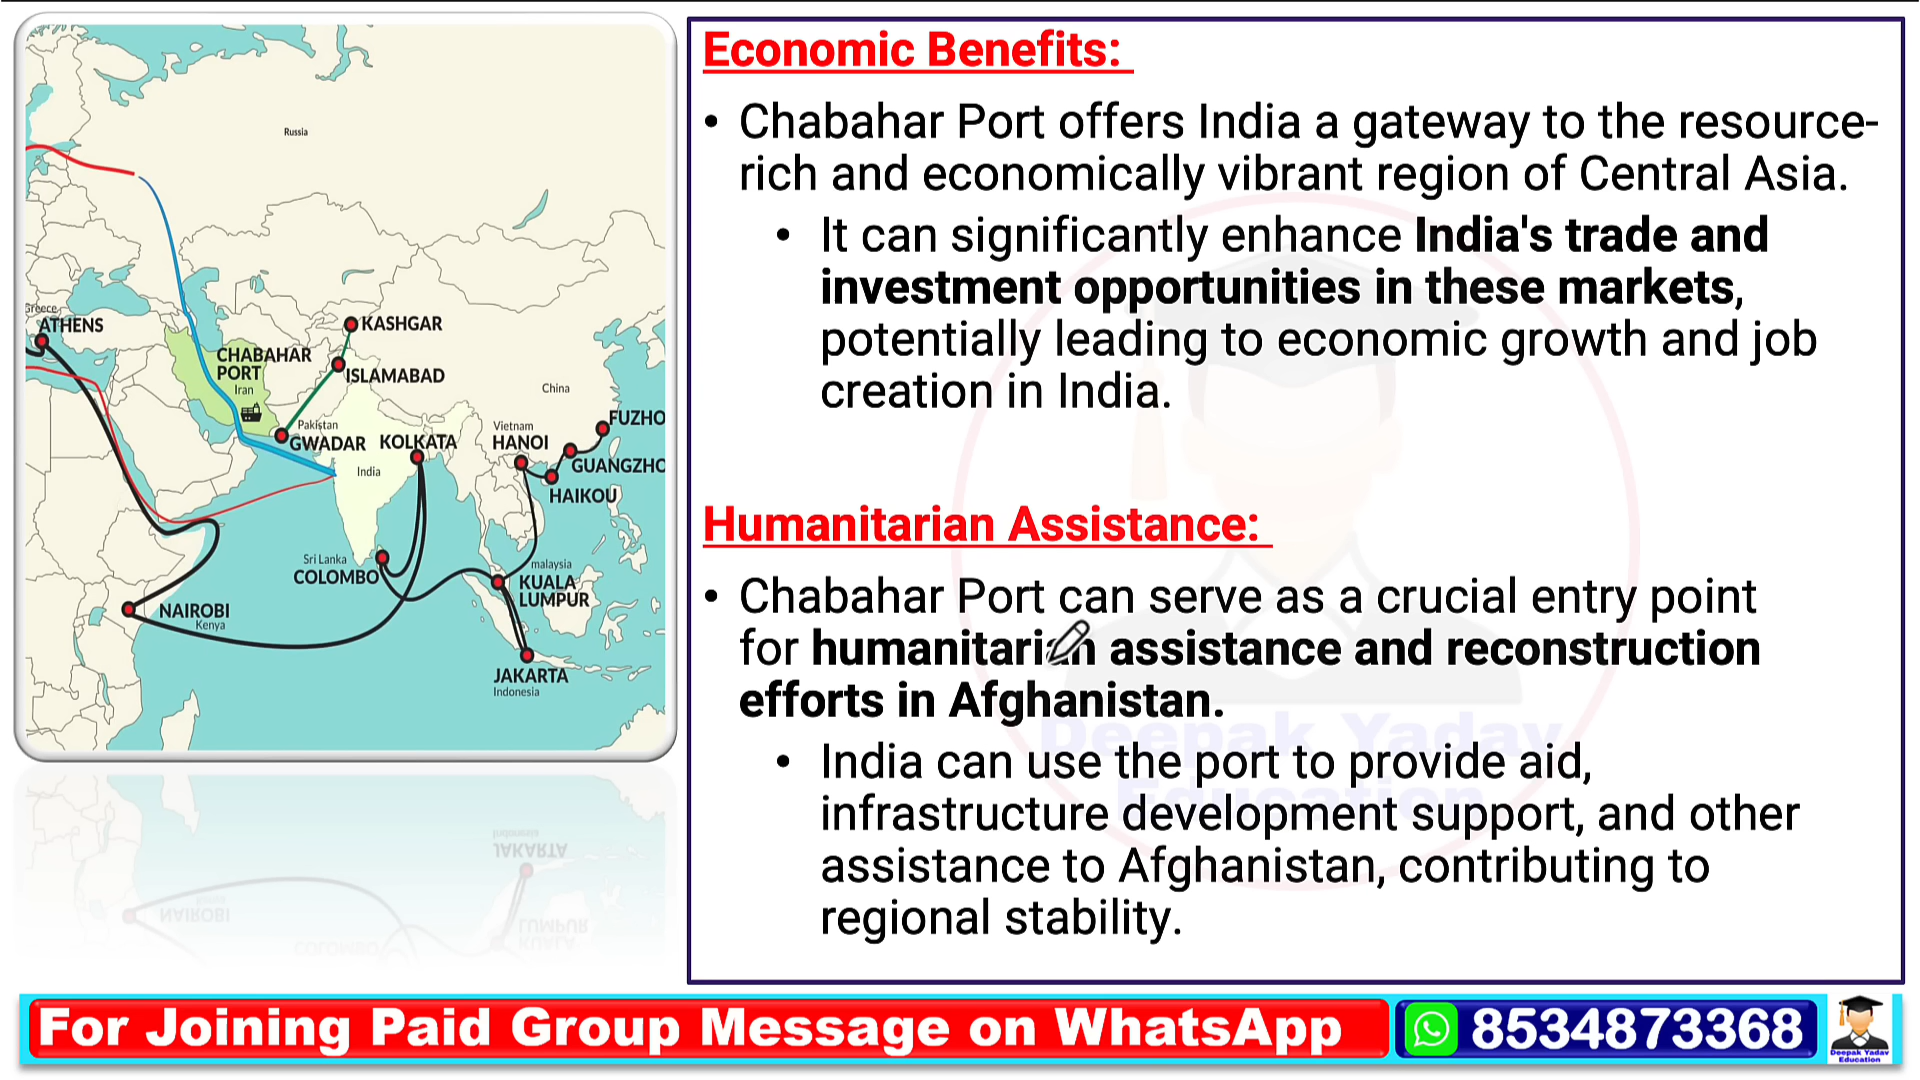 Russia
Greece
ATHENS
KASHGAR
CHABAHAR
PORT
Iran
ISLAMABAD
China
Pakistan
GWADAR
KOLKATA
India
Vietnam
HANOI
FUZHO
GUANGZHO
HAIKOU
Sri Lanka
COLOMBO
malaysia
KUALA
LUMPUR
NAIROBI
Kenya
JAKARTA
Indonesia
Economic Benefits:
• Chabahar Port offers India a gateway to the resource-
rich and economically vibrant region of Central Asia.
• It can significantly enhance India's trade and
investment opportunities in these markets,
potentially leading to economic growth and job
creation in India.
Humanitarian Assistance:
• Chabahar Port can serve as a crucial entry point
for humanitarian assistance and reconstruction
efforts in Afghanistan.
• India can use the port to provide aid,
infrastructure development support, and other
assistance to Afghanistan, contributing to
regional stability.
Deepak Yadav
Education
For Joining Paid Group Message on WhatsApp
8534873368
Deepak Yadav
Education